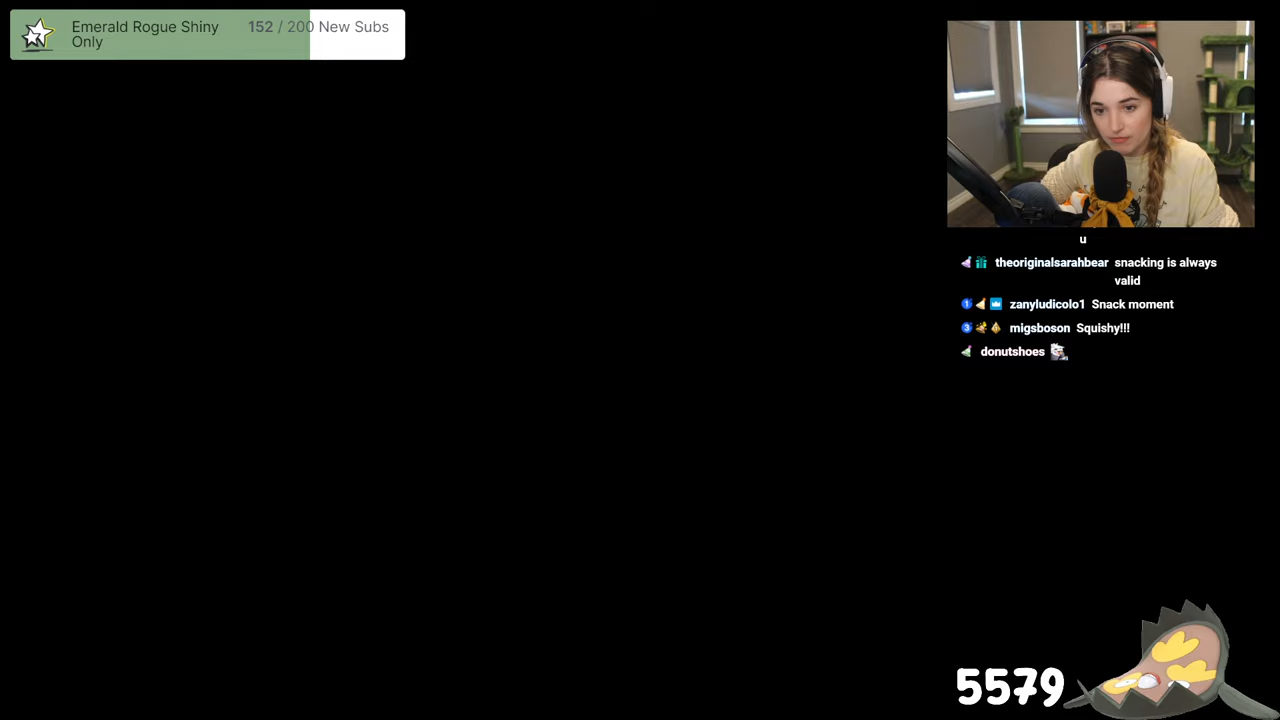 Emerald Rogue Shiny
Only
152 / 200 New Subs
u
theoriginalsarahbear snacking is always
valid
zanyludicolo1 Snack moment
migsboson Squishy!!!
donutshoes
5579